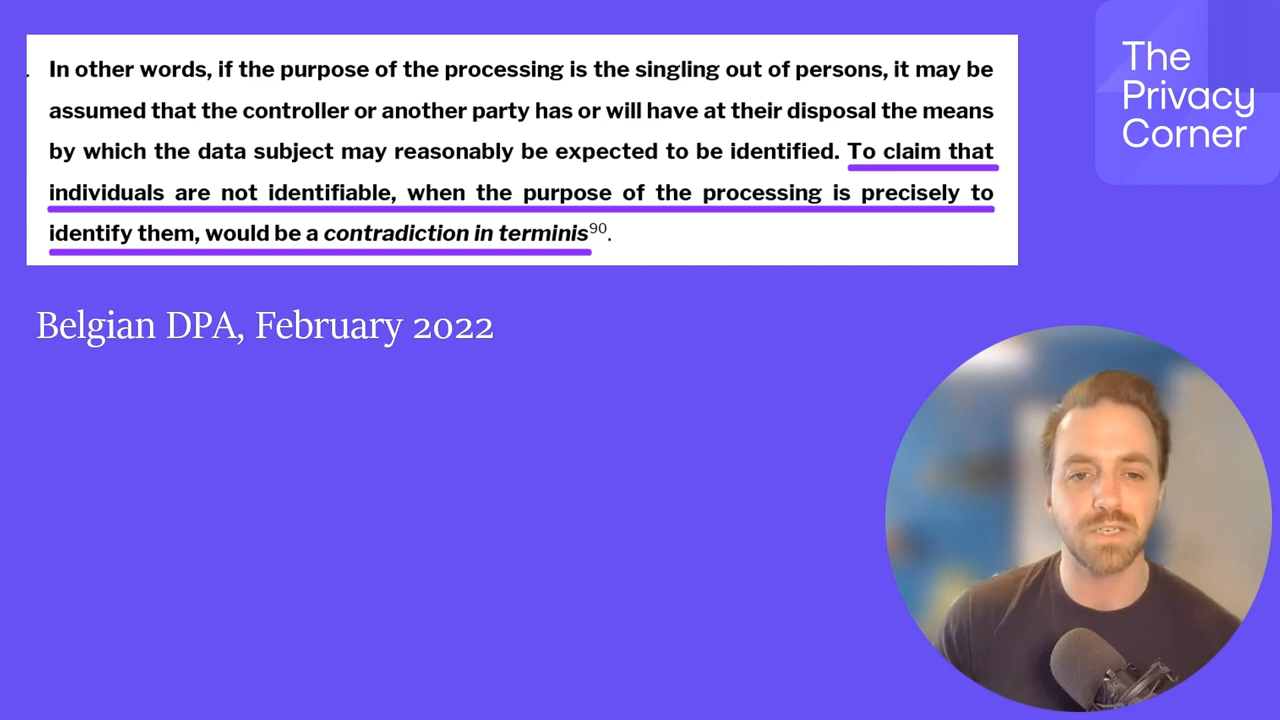 In other words, if the purpose of the processing is the singling out of persons, it may be
assumed that the controller or another party has or will have at their disposal the means
by which the data subject may reasonably be expected to be identified. To claim that
individuals are not identifiable, when the purpose of the processing is precisely to
identify them, would be a contradiction in terminis⁹⁰.
Belgian DPA, February 2022
The
Privacy
Corner